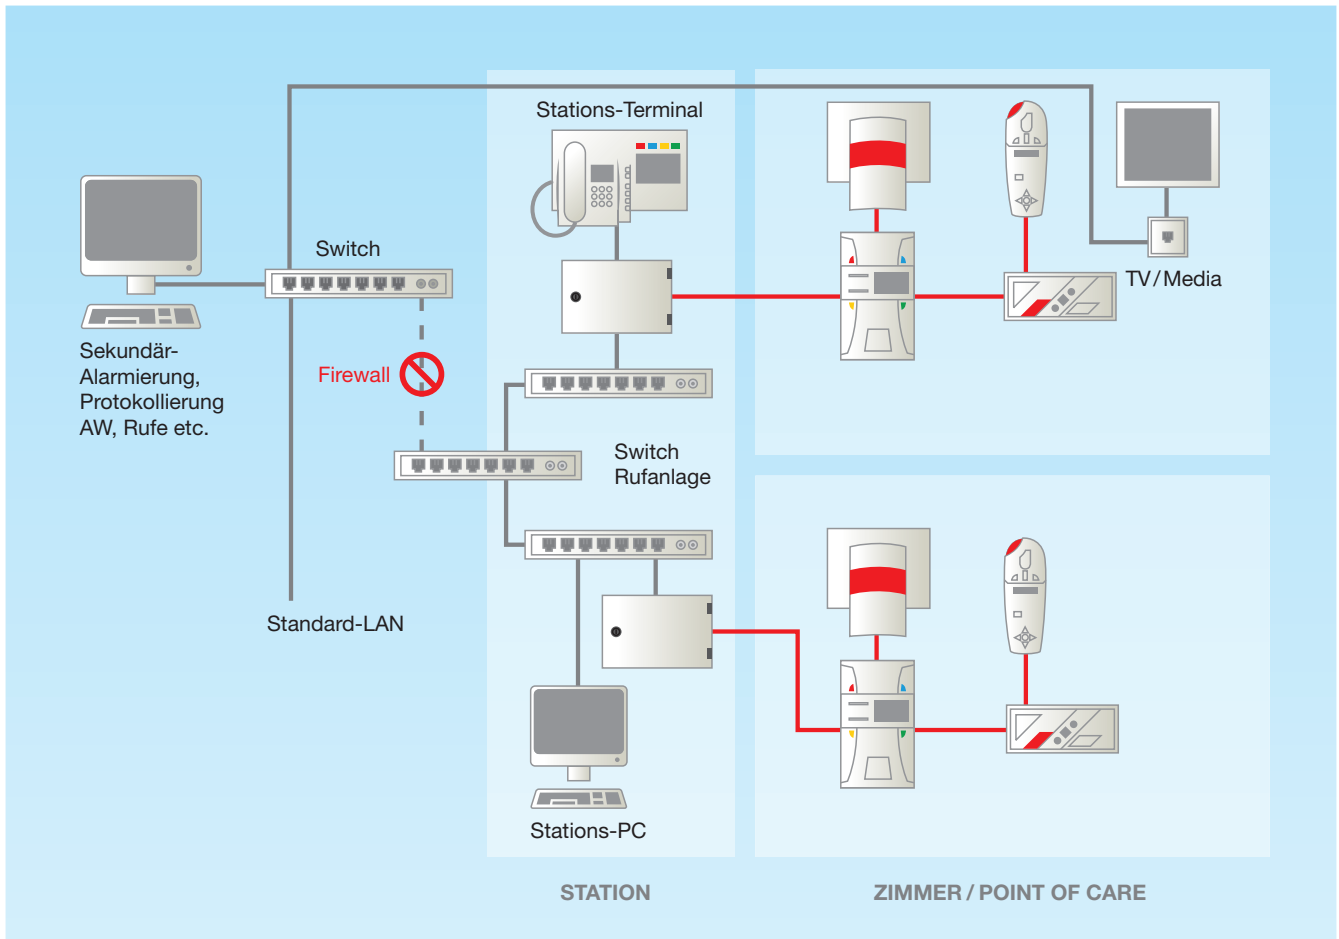 Stations-Terminal
Switch
TV / Media
Sekundär-
Alarmierung,
Protokollierung
AW, Rufe etc.
Firewall
Switch
Rufanlage
Standard-LAN
Stations-PC
STATION
ZIMMER / POINT OF CARE